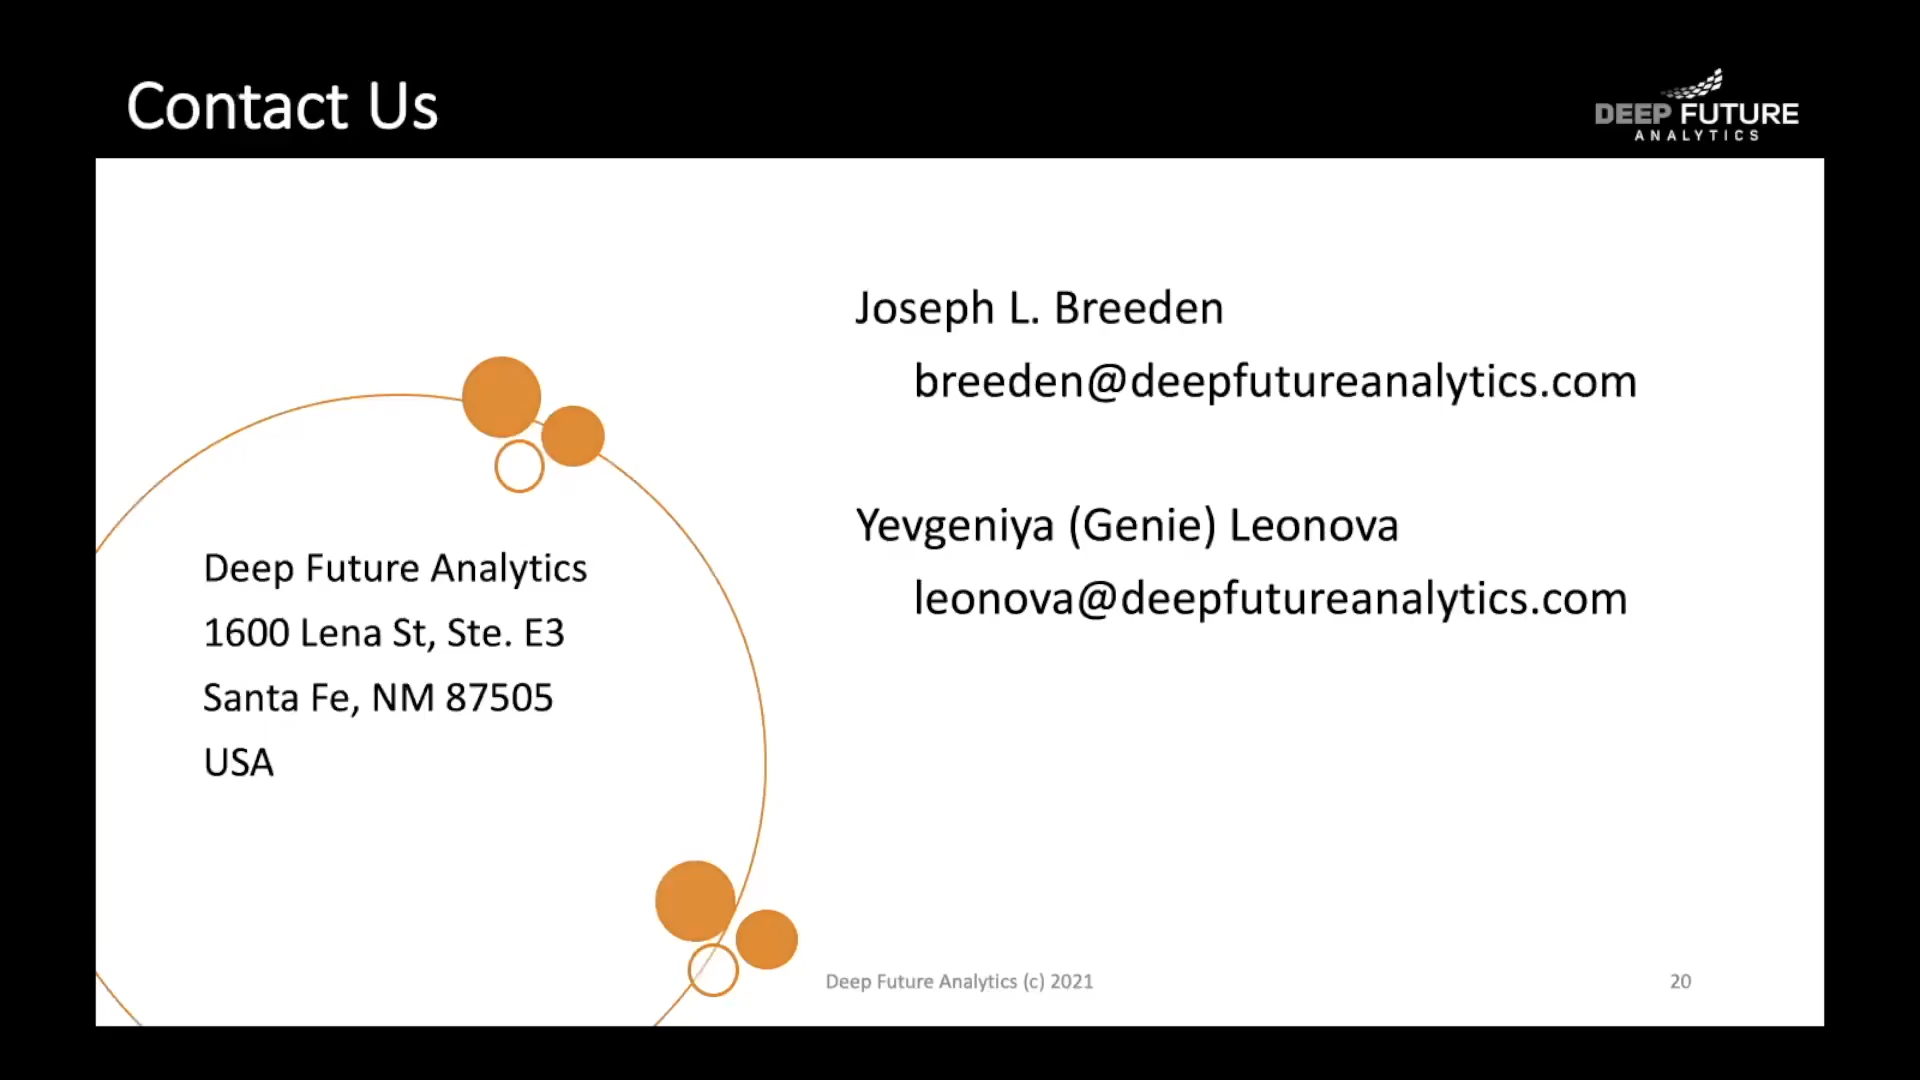 Contact Us
DEEP FUTURE
ANALYTICS
Joseph L. Breeden
breeden@deepfutureanalytics.com
Yevgeniya (Genie) Leonova
leonova@deepfutureanalytics.com
Deep Future Analytics
1600 Lena St, Ste. E3
Santa Fe, NM 87505
USA
Deep Future Analytics (c) 2021
20